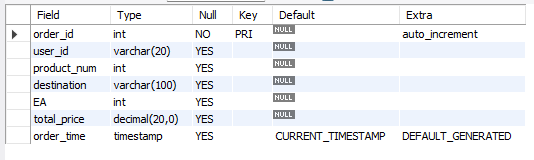 Field Type Null Key Default Extra
order_id int NO PRI NULL auto_increment
user_id varchar(20) YES NULL
product_num int YES NULL
destination varchar(100) YES NULL
EA int YES NULL
total_price decimal(20,0) YES NULL
order_time timestamp YES CURRENT_TIMESTAMP DEFAULT_GENERATED